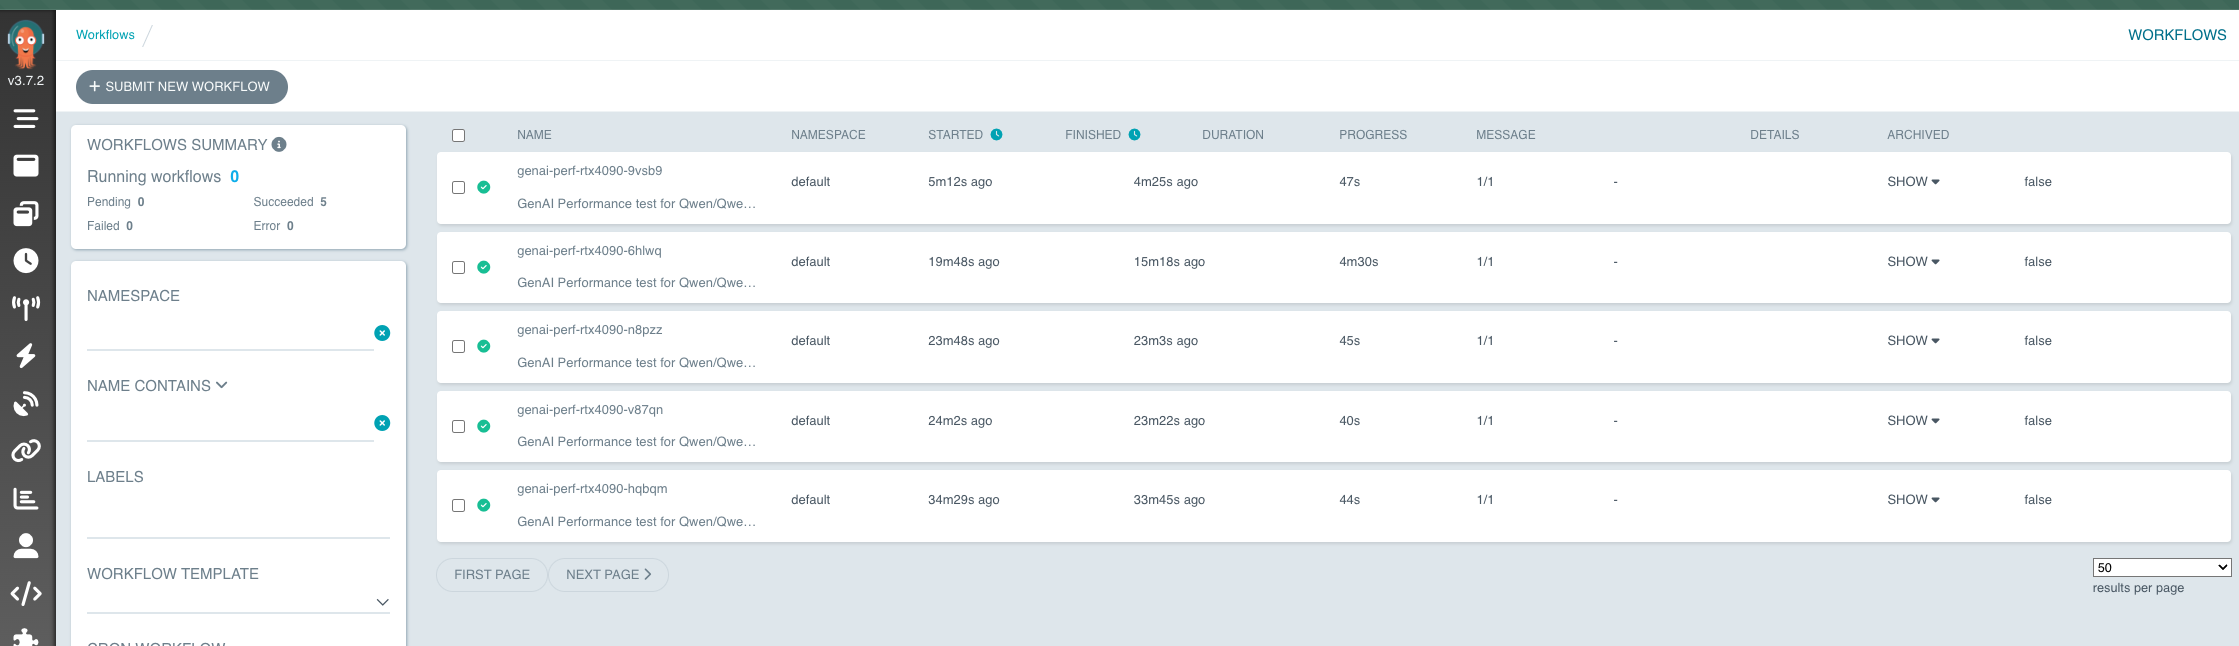 v3.7.2
Workflows
WORKFLOWS
SUBMIT NEW WORKFLOW
WORKFLOWS SUMMARY
Running workflows 0
Pending 0 Succeeded 5
Failed 0 Error 0
NAMESPACE
NAME CONTAINS
LABELS
WORKFLOW TEMPLATE
CRON WORKFLOW
NAME NAMESPACE STARTED FINISHED DURATION PROGRESS MESSAGE DETAILS ARCHIVED
genai-perf-rtx4090-9vsb9
default 5m12s ago 4m25s ago 47s 1/1 - SHOW false
GenAI Performance test for Qwen/Qwe...
genai-perf-rtx4090-6hlwq
default 19m48s ago 15m18s ago 4m30s 1/1 - SHOW false
GenAI Performance test for Qwen/Qwe...
genai-perf-rtx4090-n8pzz
default 23m48s ago 23m3s ago 45s 1/1 - SHOW false
GenAI Performance test for Qwen/Qwe...
genai-perf-rtx4090-v87qn
default 24m2s ago 23m22s ago 40s 1/1 - SHOW false
GenAI Performance test for Qwen/Qwe...
genai-perf-rtx4090-hqbqm
default 34m29s ago 33m45s ago 44s 1/1 - SHOW false
GenAI Performance test for Qwen/Qwe...
FIRST PAGE NEXT PAGE
50
results per page